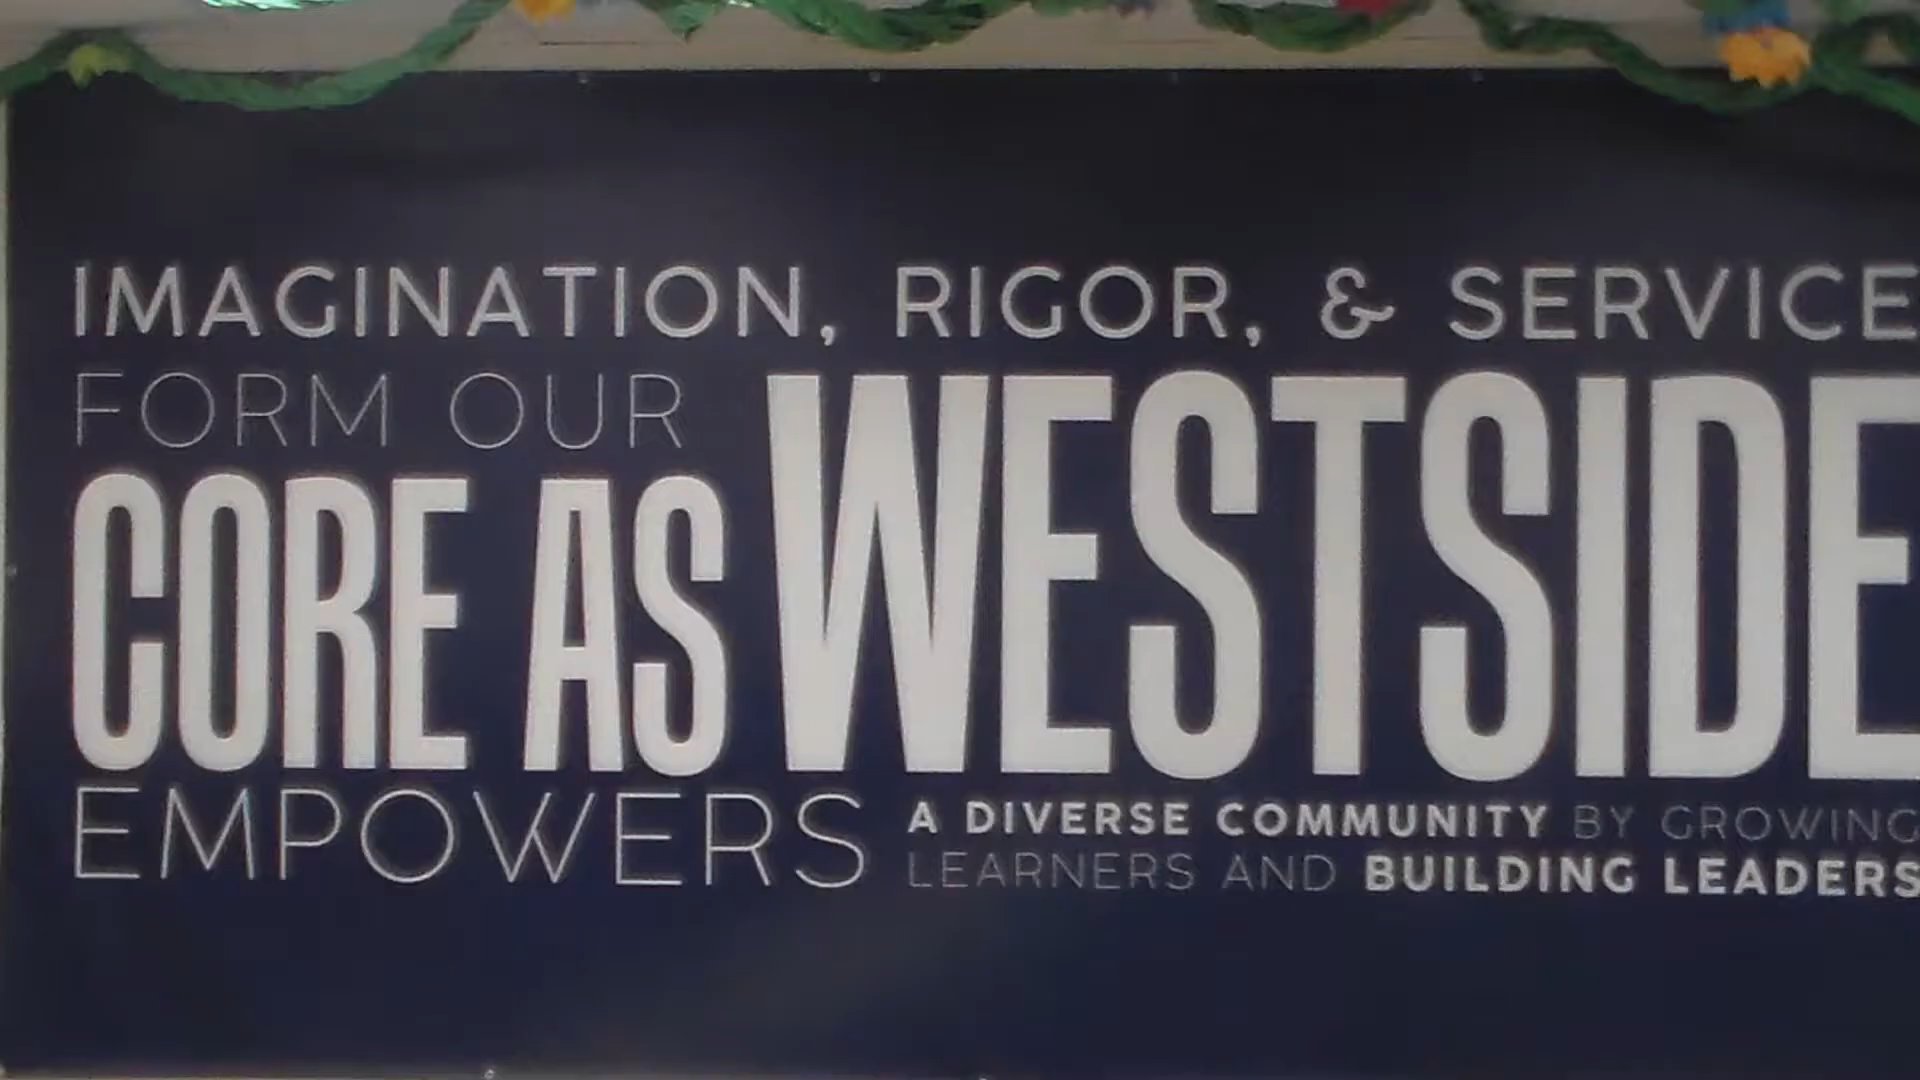 IMAGINATION, RIGOR, & SERVICE
FORM OUR
CORE AS WESTSIDE
EMPOWERS A DIVERSE COMMUNITY BY GROWING
LEARNERS AND BUILDING LEADERS